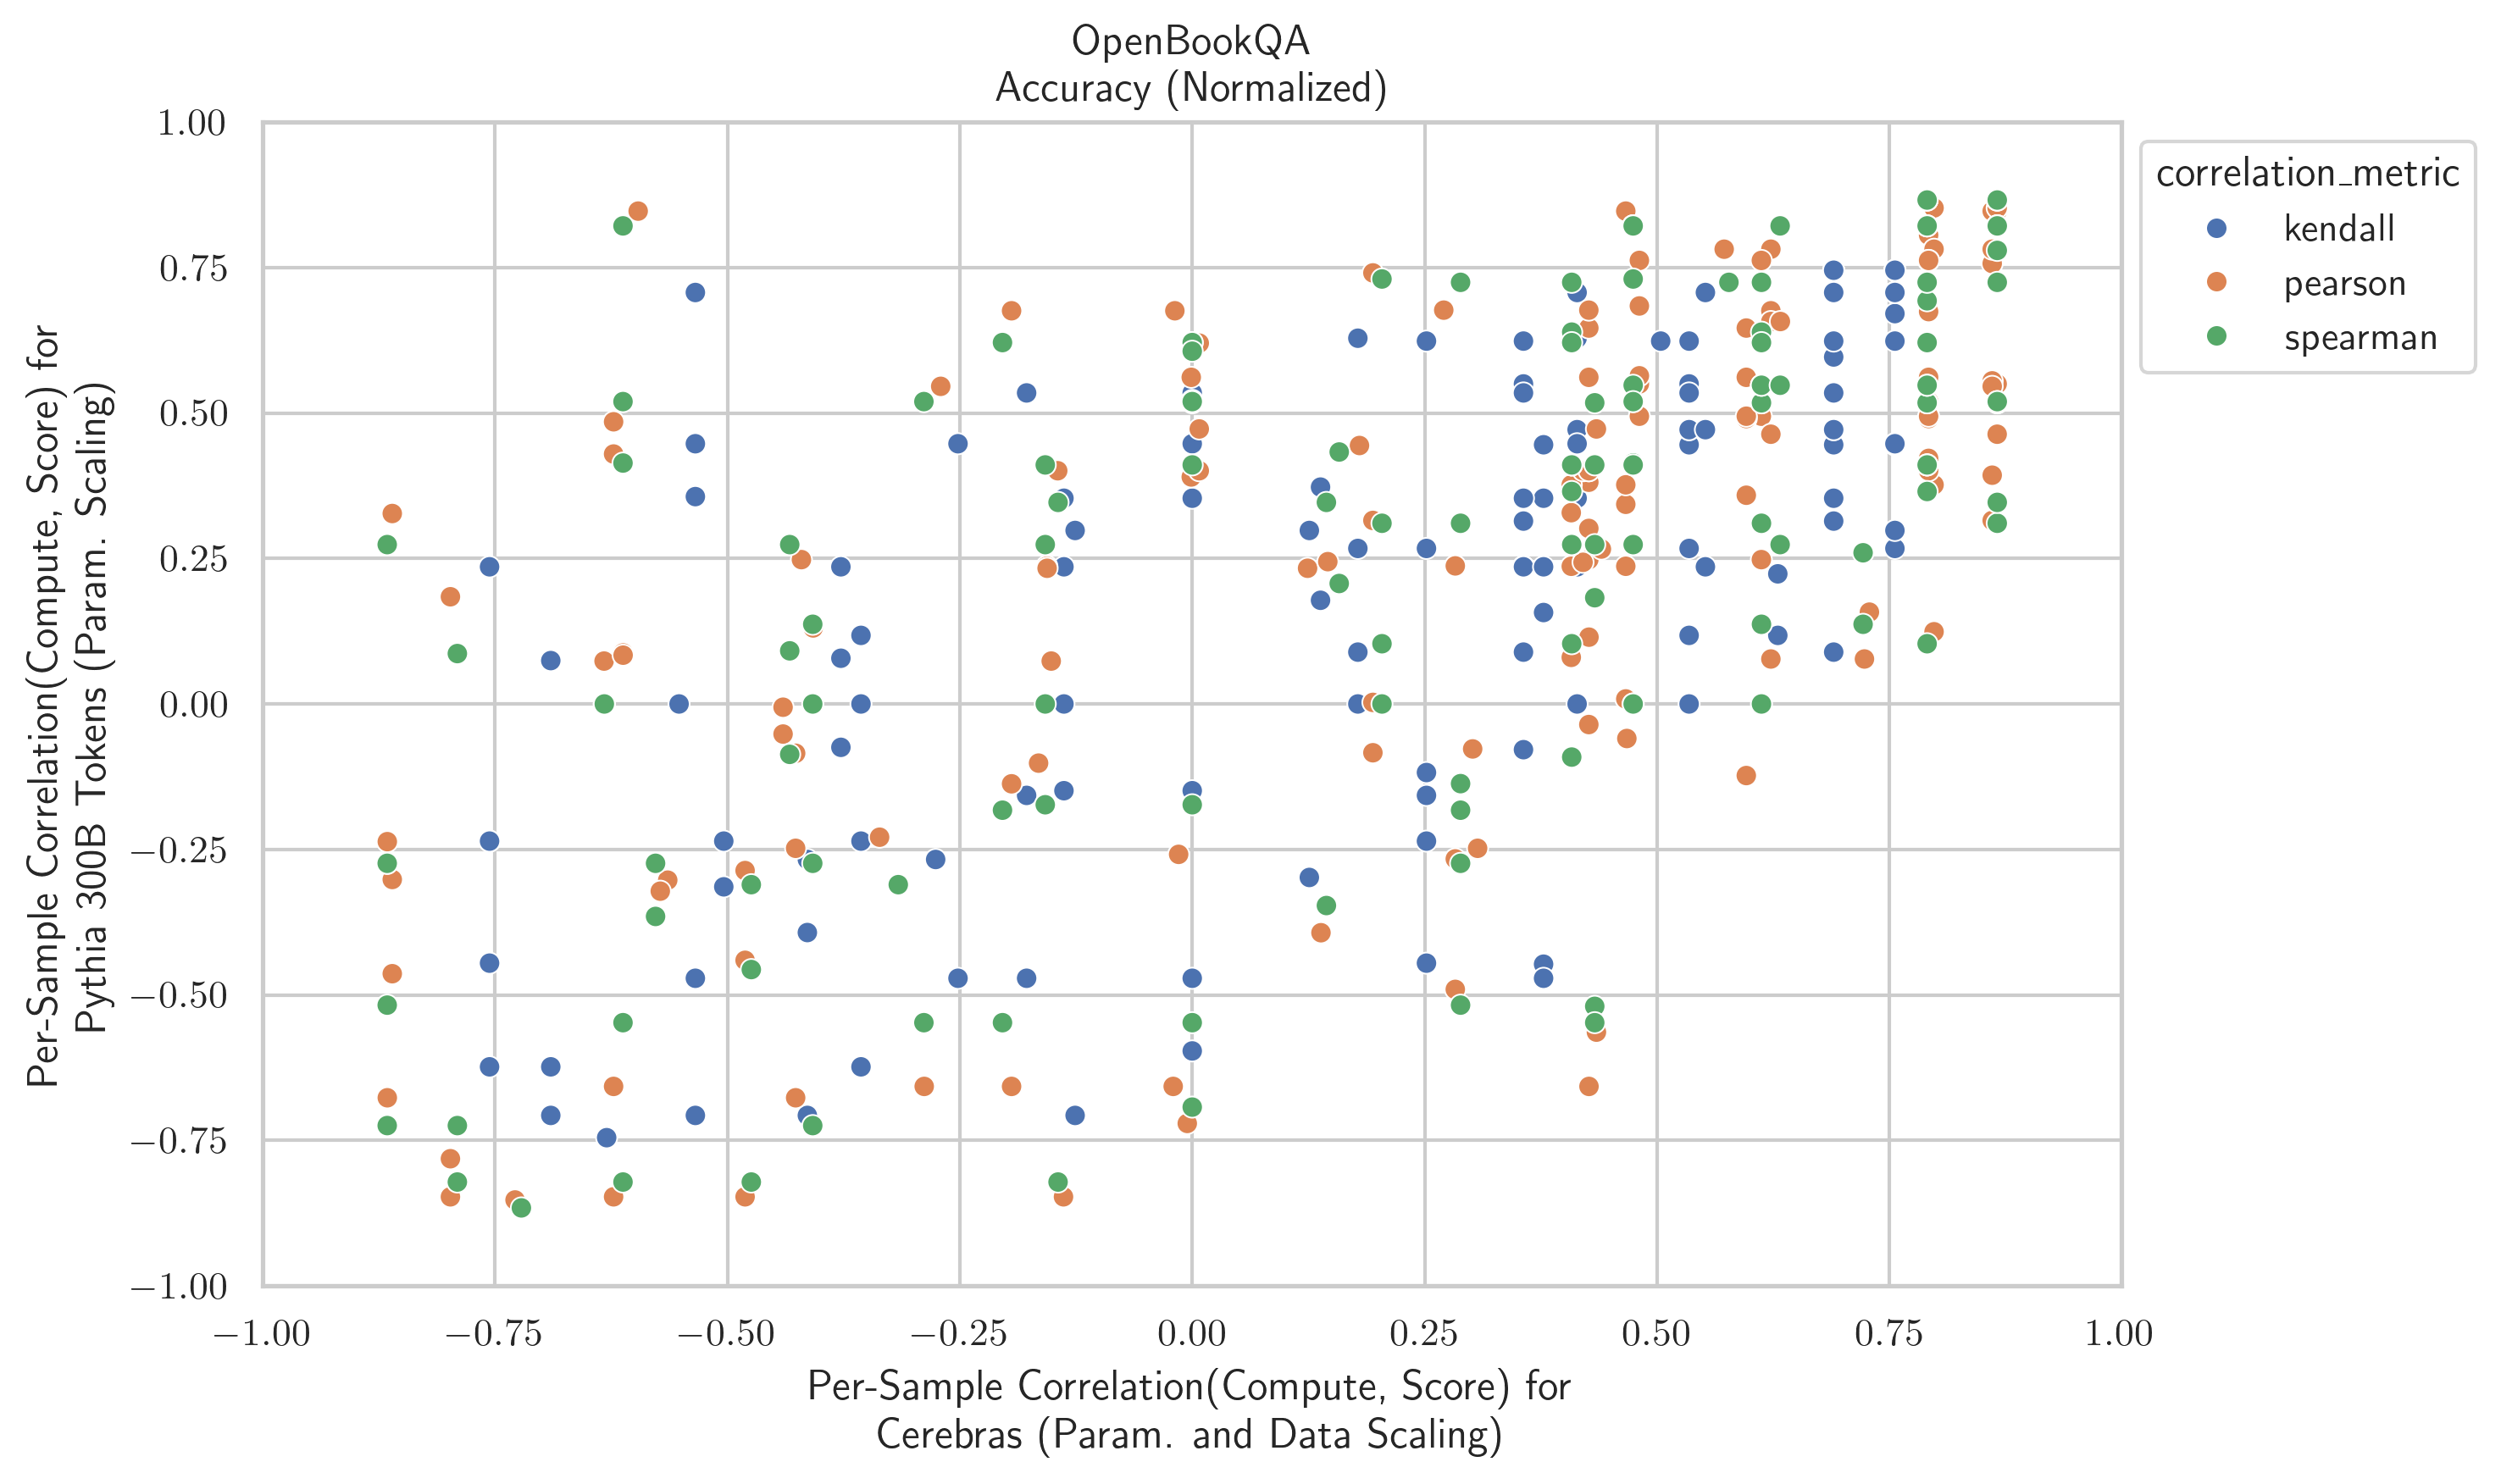 OpenBookQA
Accuracy (Normalized)
Per-Sample Correlation(Compute, Score) for
Pythia 300B Tokens (Param. Scaling)
1.00
0.75
0.50
0.25
0.00
−0.25
−0.50
−0.75
−1.00
−1.00 −0.75 −0.50 −0.25 0.00 0.25 0.50 0.75 1.00
Per-Sample Correlation(Compute, Score) for
Cerebras (Param. and Data Scaling)
correlation_metric
kendall
pearson
spearman